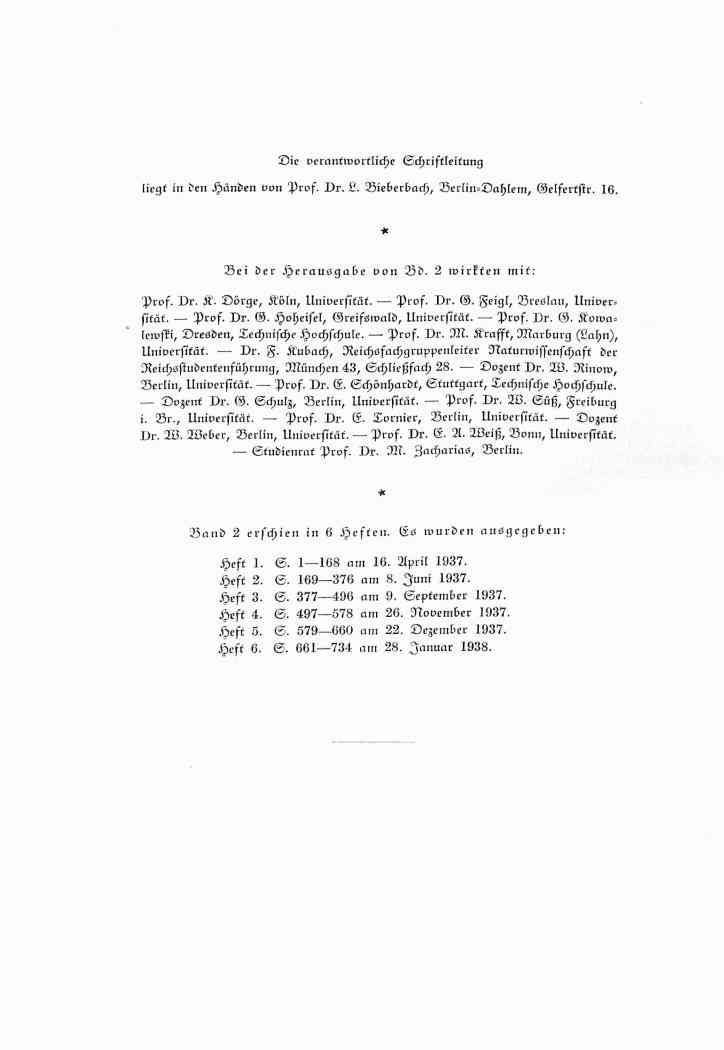 Die verantwortliche Schriftleitung
liegt in den Händen von Prof. Dr. L. Bieberbach, Berlin-Dahlem, Gelfertstr. 16.
*
Bei der Herausgabe von Bd. 2 wirkten mit:
Prof. Dr. K. Dörge, Köln, Universität. — Prof. Dr. G. Feigl, Breslau, Univer-
sität. — Prof. Dr. G. Hoheisel, Greifswald, Universität. — Prof. Dr. G. Kowa-
lewski, Dresden, Technische Hochschule. — Prof. Dr. M. Krafft, Marburg (Lahn),
Universität. — Dr. F. Kubach, Reichsfachgruppenleiter Naturwissenschaft der
Reichsstudentenführung, München 43, Schließfach 28. — Dozent Dr. W. Rinow,
Berlin, Universität. — Prof. Dr. E. Schönhardt, Stuttgart, Technische Hochschule.
— Dozent Dr. G. Schulz, Berlin, Universität. — Prof. Dr. W. Süß, Freiburg
i. Br., Universität. — Prof. Dr. E. Tornier, Berlin, Universität. — Dozent
Dr. W. Weber, Berlin, Universität. — Prof. Dr. E. A. Weiß, Bonn, Universität.
— Studienrat Prof. Dr. M. Zacharias, Berlin.
*
Band 2 erschien in 6 Heften. Es wurden ausgegeben:
Heft 1. S. 1—168 am 16. April 1937.
Heft 2. S. 169—376 am 8. Juni 1937.
Heft 3. S. 377—496 am 9. September 1937.
Heft 4. S. 497—578 am 26. November 1937.
Heft 5. S. 579—660 am 22. Dezember 1937.
Heft 6. S. 661—734 am 28. Januar 1938.